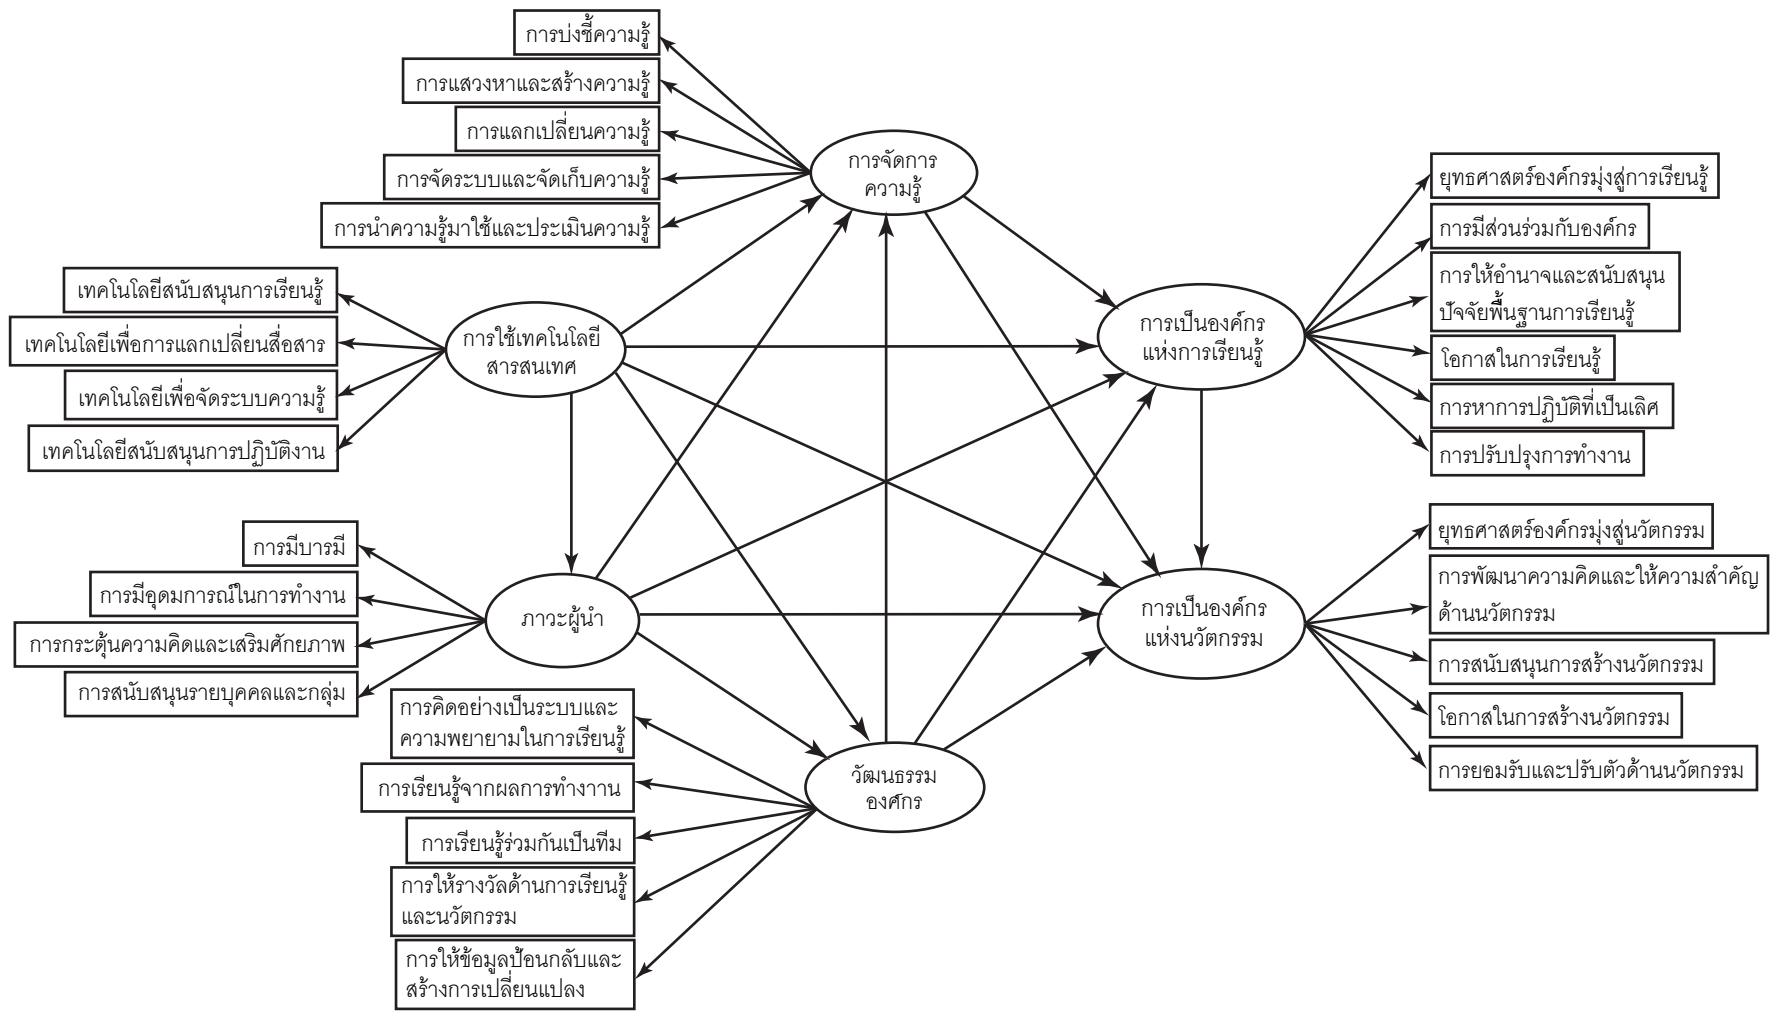 การบ่งชี้ความรู้
การแสวงหาและสร้างความรู้
การแลกเปลี่ยนความรู้
การจัดระบบและจัดเก็บความรู้
การนำความรู้มาใช้และประเมินความรู้
การจัดการ
ความรู้
เทคโนโลยีสนับสนุนการเรียนรู้
เทคโนโลยีเพื่อการแลกเปลี่ยนสื่อสาร
เทคโนโลยีเพื่อจัดระบบความรู้
เทคโนโลยีสนับสนุนการปฏิบัติงาน
การใช้เทคโนโลยี
สารสนเทศ
การเป็นองค์กร
แห่งการเรียนรู้
ยุทธศาสตร์องค์กรมุ่งสู่การเรียนรู้
การมีส่วนร่วมกับองค์กร
การให้อำนาจและสนับสนุน
ปัจจัยพื้นฐานการเรียนรู้
โอกาสในการเรียนรู้
การหาการปฏิบัติที่เป็นเลิศ
การปรับปรุงการทำงาน
การมีบารมี
การมีอุดมการณ์ในการทำงาน
การกระตุ้นความคิดและเสริมศักยภาพ
การสนับสนุนรายบุคคลและกลุ่ม
ภาวะผู้นำ
การเป็นองค์กร
แห่งนวัตกรรม
ยุทธศาสตร์องค์กรมุ่งสู่นวัตกรรม
การพัฒนาความคิดและให้ความสำคัญ
ด้านนวัตกรรม
การสนับสนุนการสร้างนวัตกรรม
โอกาสในการสร้างนวัตกรรม
การยอมรับและปรับตัวด้านนวัตกรรม
การคิดอย่างเป็นระบบและ
ความพยายามในการเรียนรู้
การเรียนรู้จากผลการทำงาาน
การเรียนรู้ร่วมกันเป็นทีม
การให้รางวัลด้านการเรียนรู้
และนวัตกรรม
การให้ข้อมูลป้อนกลับและ
สร้างการเปลี่ยนแปลง
วัฒนธรรม
องศ์กร